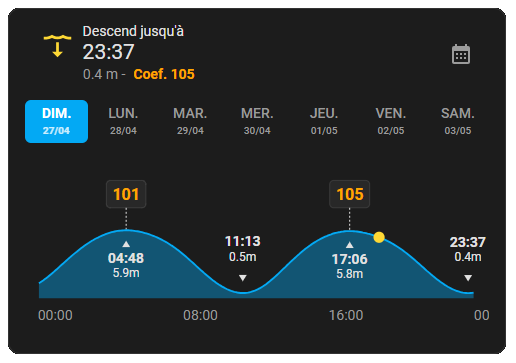 Descend jusqu'à
23:37
0.4 m - Coef. 105
DIM. LUN. MAR. MER. JEU. VEN. SAM.
27/04 28/04 29/04 30/04 01/05 02/05 03/05
101 105
11:13 23:37
0.5m 0.4m
04:48 17:06
5.9m 5.8m
00:00 08:00 16:00 00